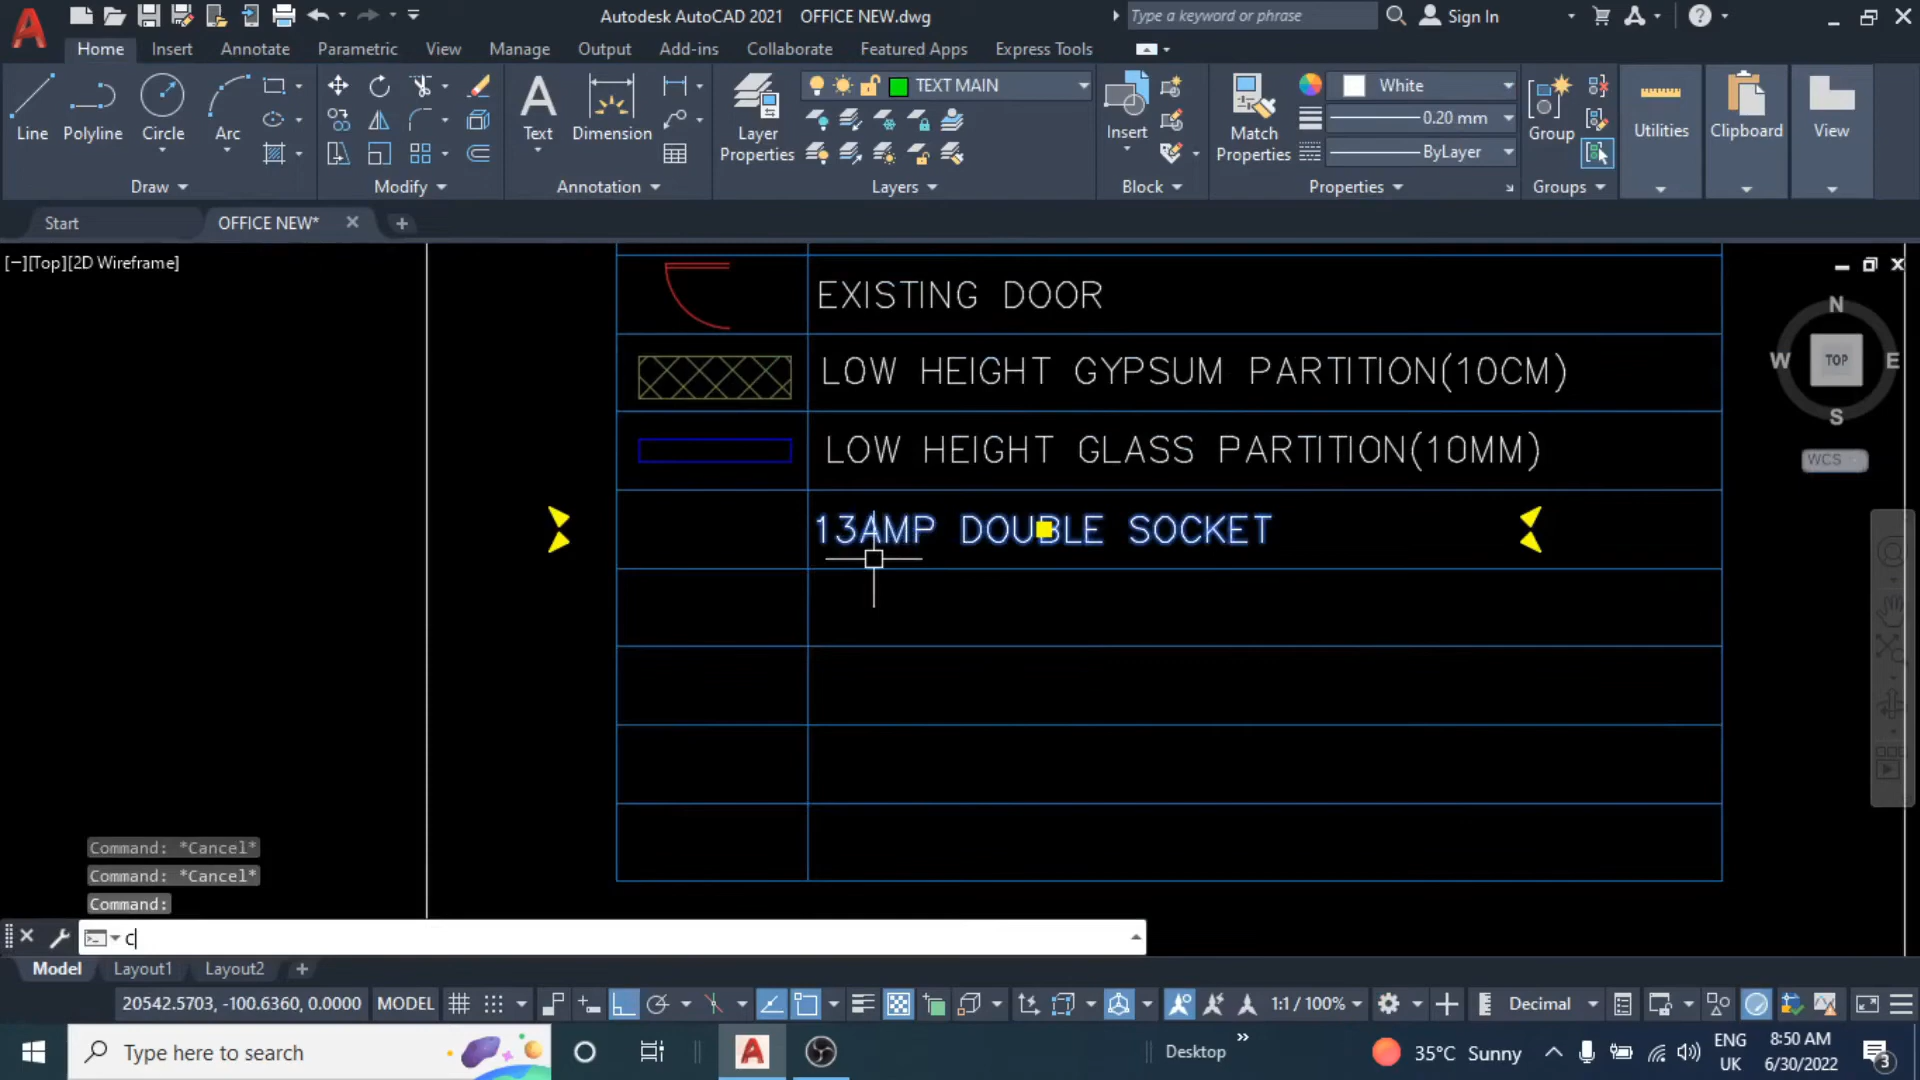 Autodesk AutoCAD 2021 OFFICE NEW.dwg
Type a keyword or phrase
Sign In
Home Insert Annotate Parametric View Manage Output Add-ins Collaborate Featured Apps Express Tools
TEXT MAIN
White
0.20 mm
ByLayer
Line Polyline Circle Arc
Text Dimension
Layer Properties
Insert
Match Properties
Group
Utilities
Clipboard
View
Draw Modify Annotation Layers Block Properties Groups
Start OFFICE NEW*
[−][Top][2D Wireframe]
EXISTING DOOR
LOW HEIGHT GYPSUM PARTITION(10CM)
LOW HEIGHT GLASS PARTITION(10MM)
13AMP DOUBLE SOCKET
N
W TOP E
S
WCS
Command: *Cancel*
Command: *Cancel*
Command:
c
Model Layout1 Layout2
20542.5703, -100.6360, 0.0000 MODEL
1:1 / 100%
Decimal
Type here to search
Desktop
35°C Sunny
ENG
UK
8:50 AM
6/30/2022
3